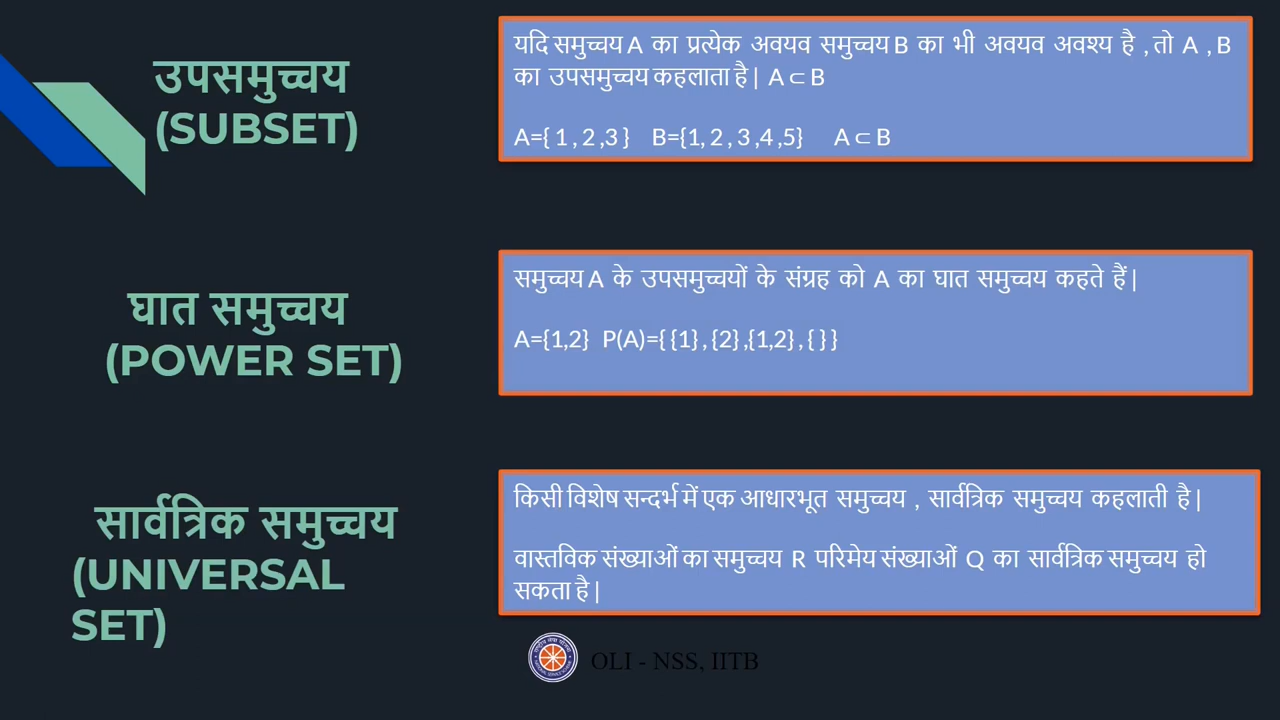 उपसमुच्चय
(SUBSET)
यदि समुच्चय A का प्रत्येक अवयव समुच्चय B का भी अवयव अवश्य है , तो A , B
का उपसमुच्चय कहलाता है | A ⊂ B
A={ 1 , 2 ,3 } B={1, 2 , 3 ,4 ,5} A ⊂ B
घात समुच्चय
(POWER SET)
समुच्चय A के उपसमुच्चयों के संग्रह को A का घात समुच्चय कहते हैं |
A={1,2} P(A)={ {1} , {2} ,{1,2} , { } }
सार्वत्रिक समुच्चय
(UNIVERSAL
SET)
किसी विशेष सन्दर्भ में एक आधारभूत समुच्चय , सार्वत्रिक समुच्चय कहलाती है |
वास्तविक संख्याओं का समुच्चय R परिमेय संख्याओं Q का सार्वत्रिक समुच्चय हो
सकता है |
OLI - NSS, IITB